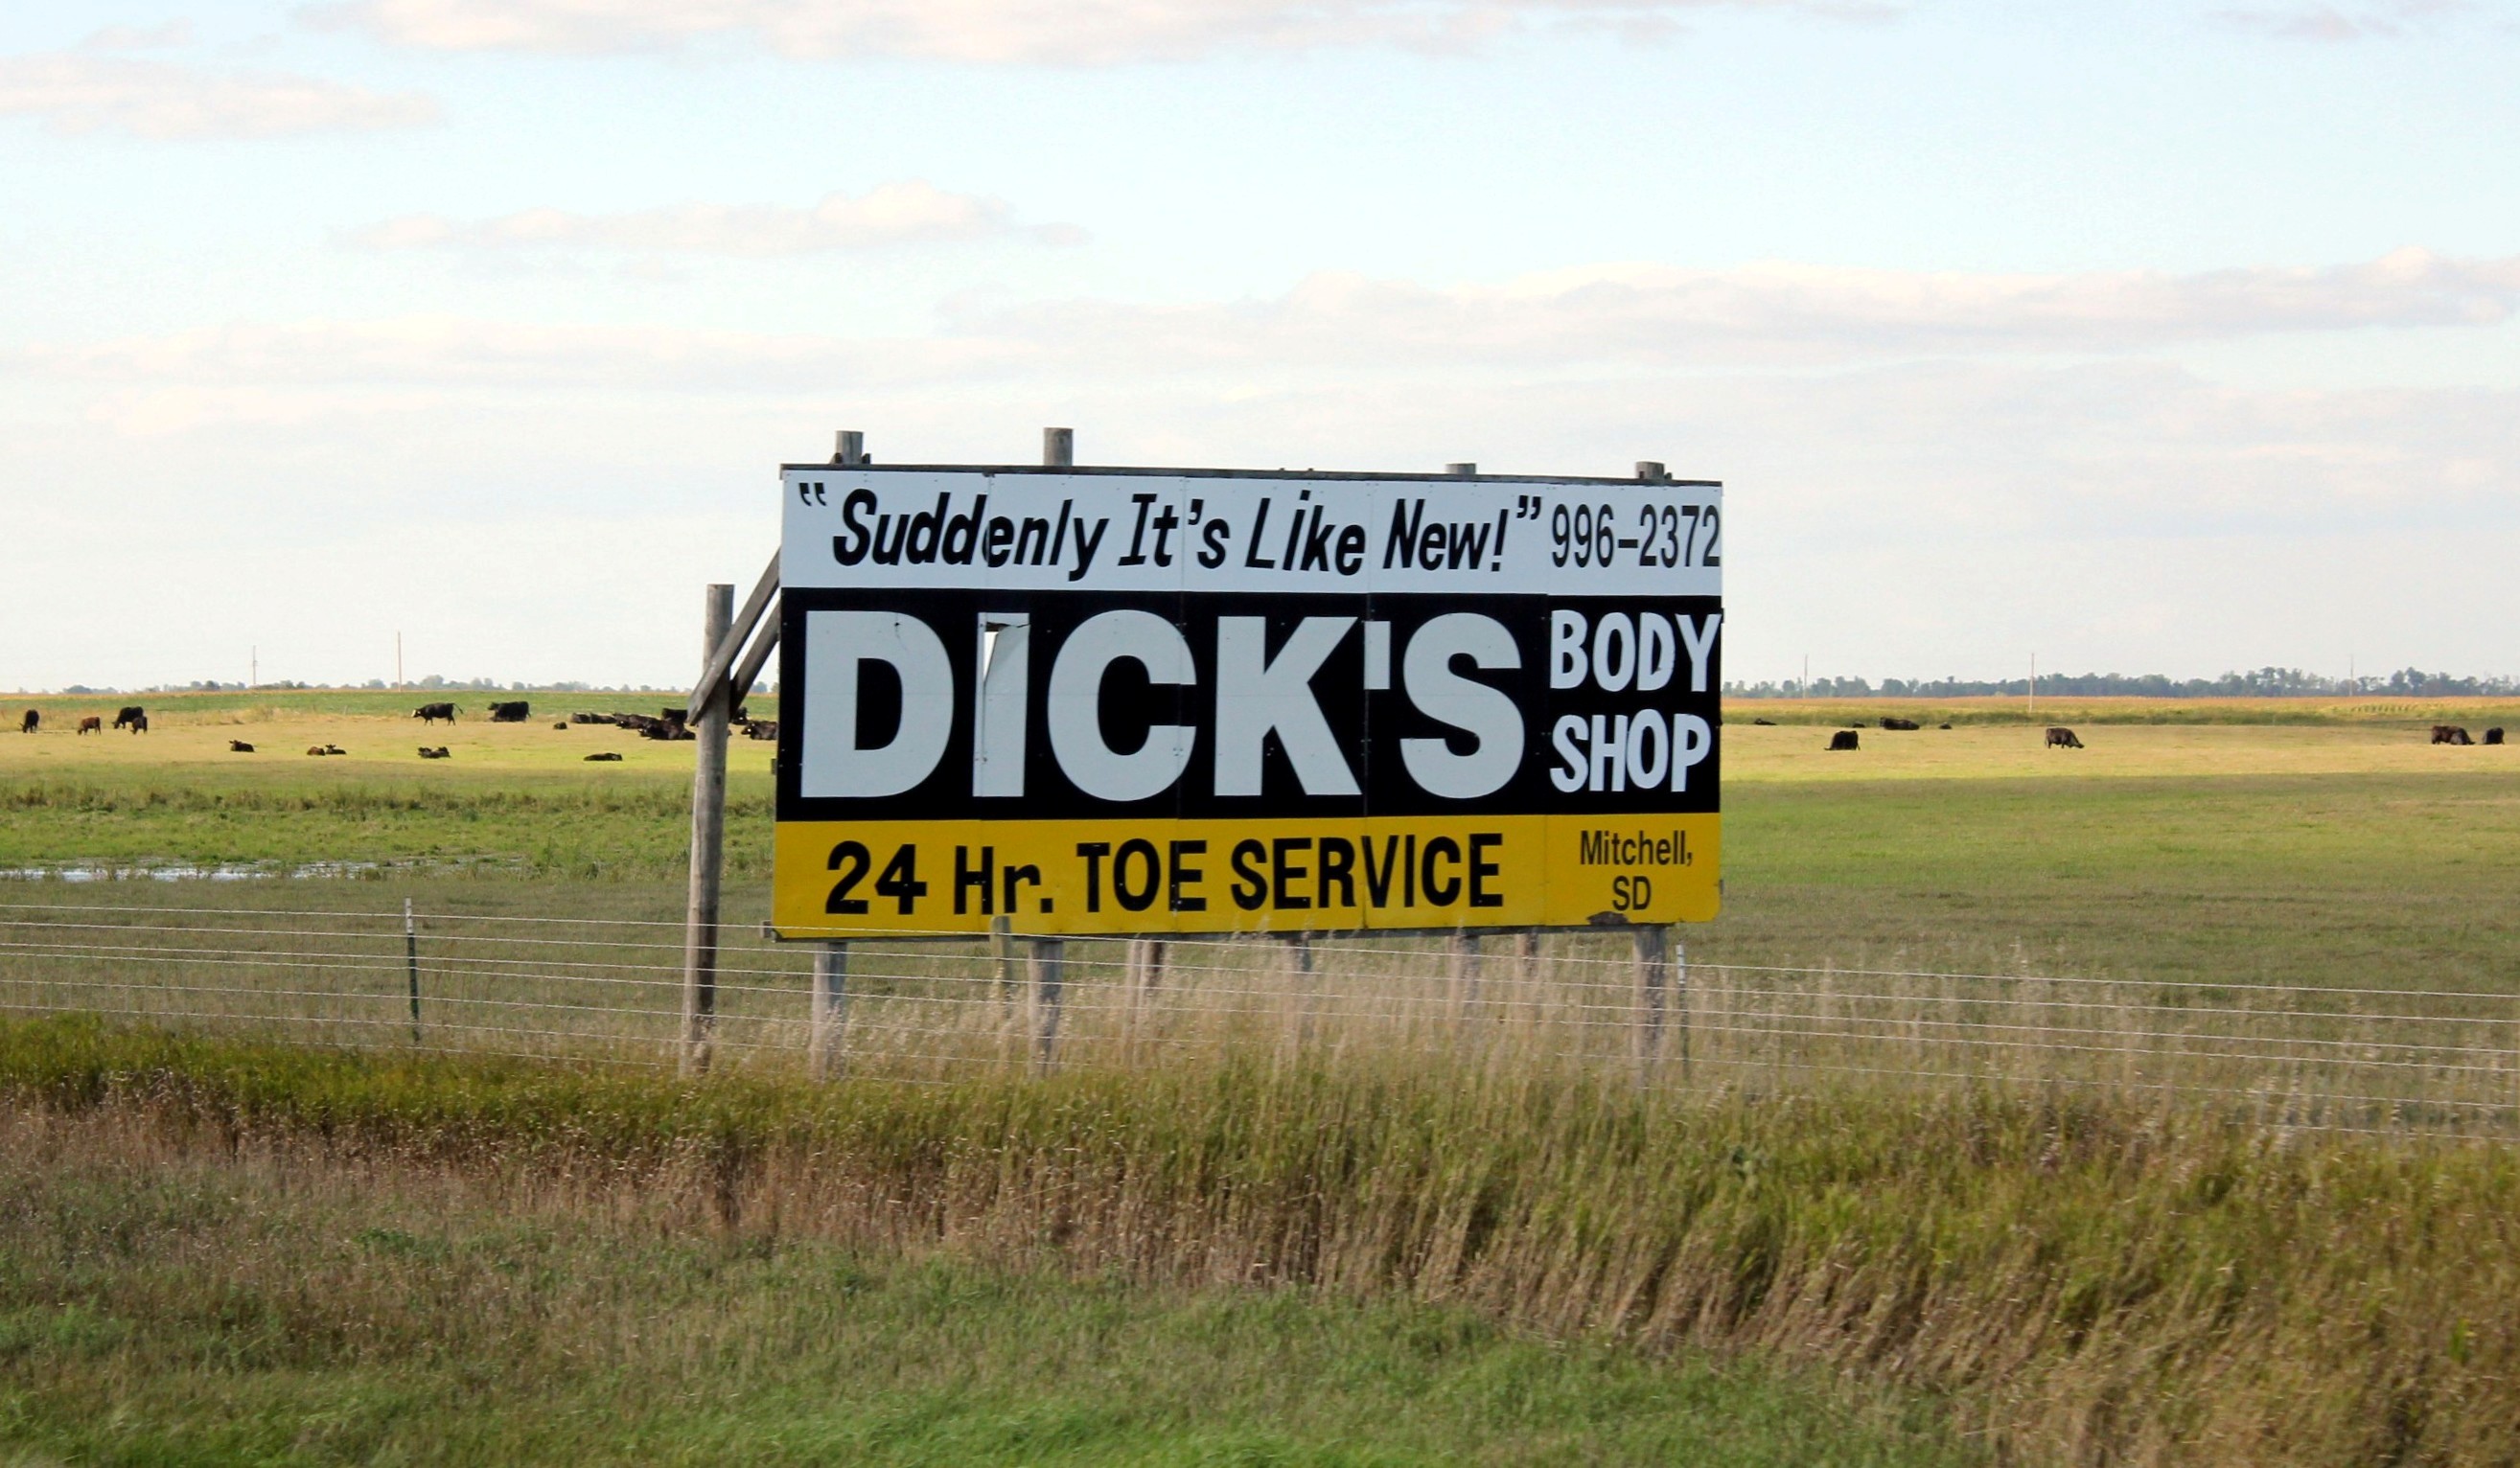 "Suddenly It's Like New!" 996-2372
DICK'S
BODY
SHOP
24 Hr. TOE SERVICE
Mitchell,
SD